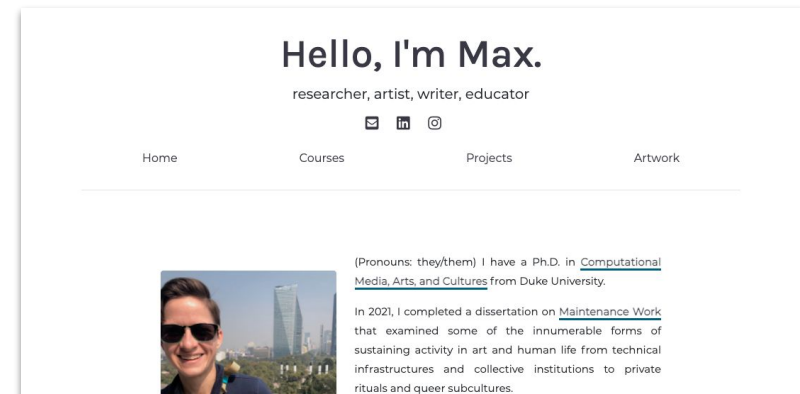 Hello, I'm Max.
researcher, artist, writer, educator
Home
Courses
Projects
Artwork
(Pronouns: they/them) I have a Ph.D. in Computational
Media, Arts, and Cultures from Duke University.
In 2021, I completed a dissertation on Maintenance Work
that examined some of the innumerable forms of
sustaining activity in art and human life from technical
infrastructures and collective institutions to private
rituals and queer subcultures.